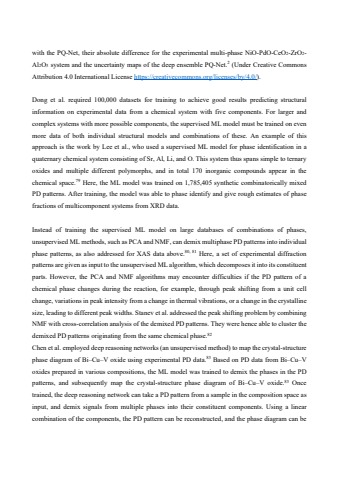 with the PQ-Net, their absolute difference for the experimental multi-phase NiO-PdO-CeO₂-ZrO₂-
Al₂O₃ system and the uncertainty maps of the deep ensemble PQ-Net.² (Under Creative Commons
Attribution 4.0 International License https://creativecommons.org/licenses/by/4.0/).
Dong et al. required 100,000 datasets for training to achieve good results predicting structural
information on experimental data from a chemical system with five components. For larger and
complex systems with more possible components, the supervised ML model must be trained on even
more data of both individual structural models and combinations of these. An example of this
approach is the work by Lee et al., who used a supervised ML model for phase identification in a
quaternary chemical system consisting of Sr, Al, Li, and O. This system thus spans simple to ternary
oxides and multiple different polymorphs, and in total 170 inorganic compounds appear in the
chemical space.⁷⁹ Here, the ML model was trained on 1,785,405 synthetic combinatorically mixed
PD patterns. After training, the model was able to phase identify and give rough estimates of phase
fractions of multicomponent systems from XRD data.
Instead of training the supervised ML model on large databases of combinations of phases,
unsupervised ML methods, such as PCA and NMF, can demix multiphase PD patterns into individual
phase patterns, as also addressed for XAS data above.⁸⁰, ⁸¹ Here, a set of experimental diffraction
patterns are given as input to the unsupervised ML algorithm, which decomposes it into its constituent
parts. However, the PCA and NMF algorithms may encounter difficulties if the PD pattern of a
chemical phase changes during the reaction, for example, through peak shifting from a unit cell
change, variations in peak intensity from a change in thermal vibrations, or a change in the crystalline
size, leading to different peak widths. Stanev et al. addressed the peak shifting problem by combining
NMF with cross-correlation analysis of the demixed PD patterns. They were hence able to cluster the
demixed PD patterns originating from the same chemical phase.⁸²
Chen et al. employed deep reasoning networks (an unsupervised method) to map the crystal-structure
phase diagram of Bi–Cu–V oxide using experimental PD data.⁸³ Based on PD data from Bi–Cu–V
oxides prepared in various compositions, the ML model was trained to demix the phases in the PD
patterns, and subsequently map the crystal-structure phase diagram of Bi–Cu–V oxide.⁸³ Once
trained, the deep reasoning network can take a PD pattern from a sample in the composition space as
input, and demix signals from multiple phases into their constituent components. Using a linear
combination of the components, the PD pattern can be reconstructed, and the phase diagram can be